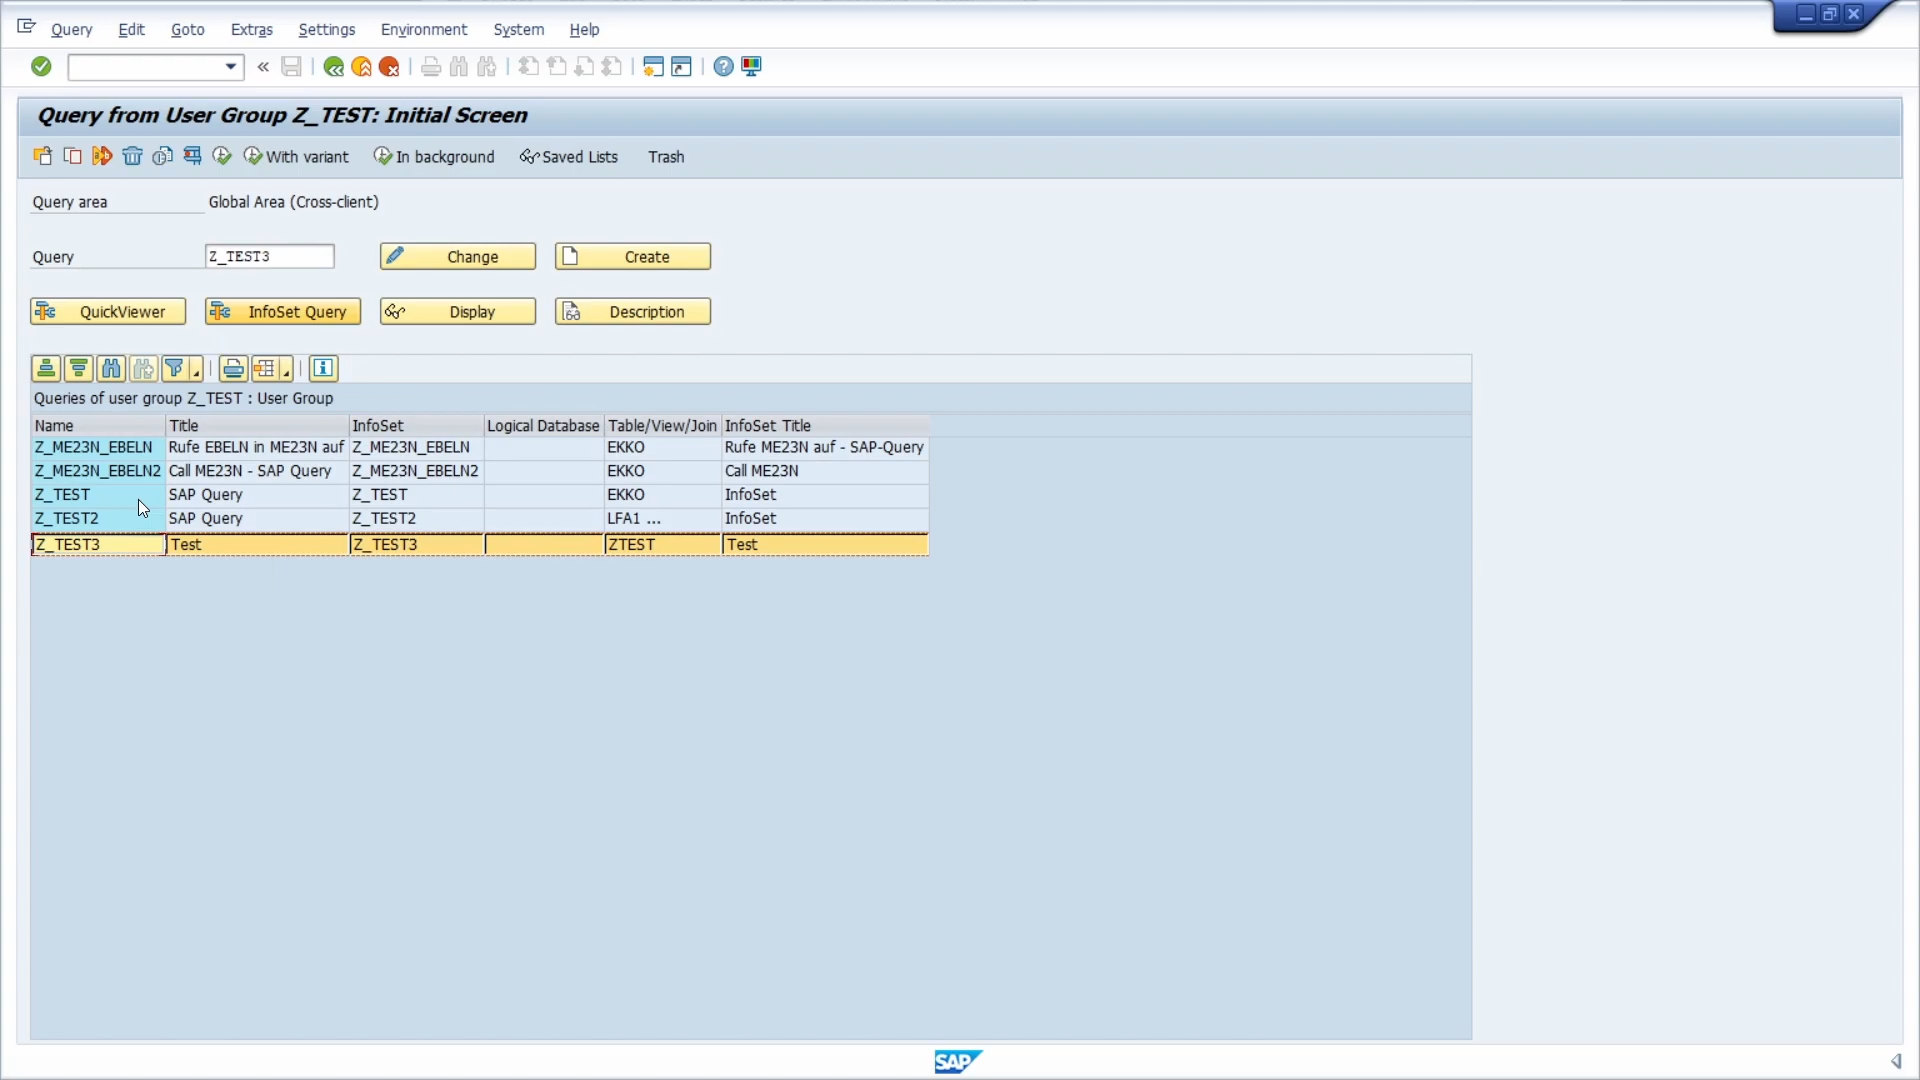 Query Edit Goto Extras Settings Environment System Help
Query from User Group Z_TEST: Initial Screen
With variant In background Saved Lists Trash
Query area Global Area (Cross-client)
Query Z_TEST3 Change Create
QuickViewer InfoSet Query Display Description
Queries of user group Z_TEST : User Group
Name Title InfoSet Logical Database Table/View/Join InfoSet Title
Z_ME23N_EBELN Rufe EBELN in ME23N auf Z_ME23N_EBELN EKKO Rufe ME23N auf - SAP-Query
Z_ME23N_EBELN2 Call ME23N - SAP Query Z_ME23N_EBELN2 EKKO Call ME23N
Z_TEST SAP Query Z_TEST EKKO InfoSet
Z_TEST2 SAP Query Z_TEST2 LFA1 ... InfoSet
Z_TEST3 Test Z_TEST3 ZTEST Test
SAP